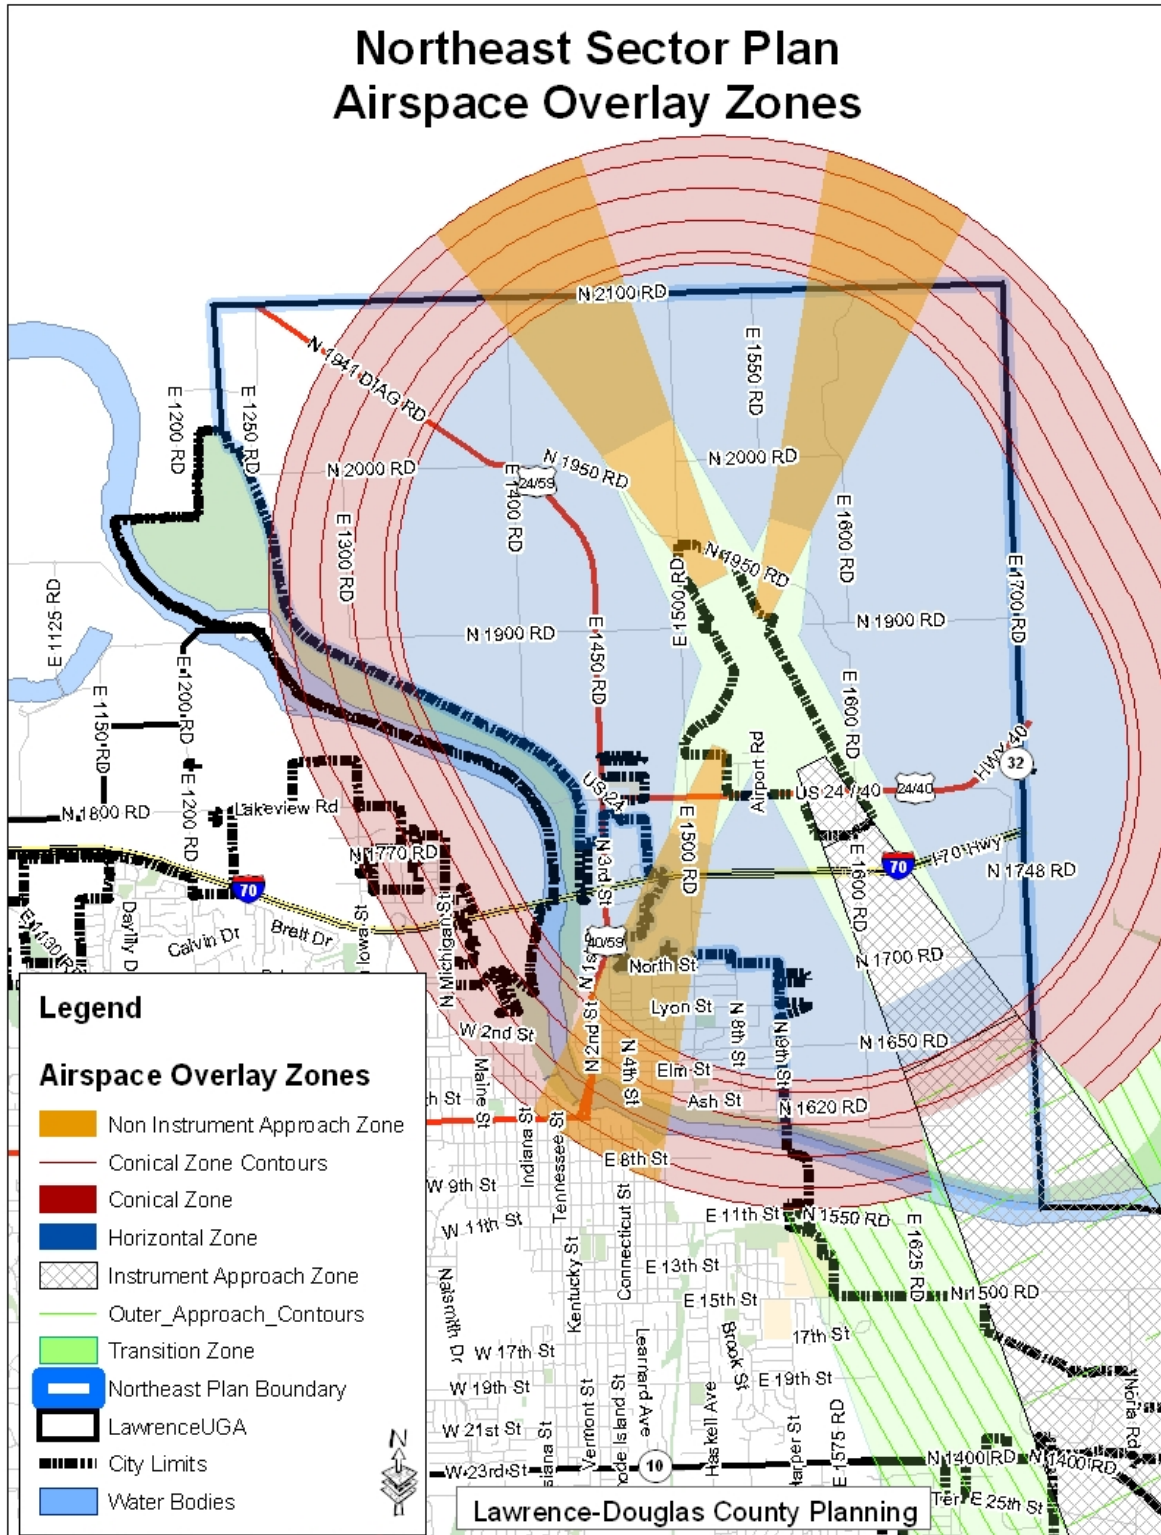 Northeast Sector Plan
Airspace Overlay Zones
N 2100 RD
N 1941 DIAG RD
E 1550 RD
E 1200 RD
E 1250 RD
N 2000 RD
N 1950 RD
N 2000 RD
24/59
E 1400 RD
E 1300 RD
E 1600 RD
N 1950 RD
E 1500 RD
E 1700 RD
E 1125 RD
N 1900 RD
N 1900 RD
E 1450 RD
E 1200 RD
E 1150 RD
E 1600 RD
Airport Rd
HWY 40
32
US 24
US 24 / 40
24/40
E 1200 RD
N 1800 RD
Lakeview Rd
N 1770 RD
N 3rd St
E 1500 RD
E 1600 RD
I-70 Hwy
70
N 1748 RD
70
E 1130 RD
Calvin Dr
Brett Dr
Iowa St
N Michigan St
40/59
North St
N 1700 RD
Lyon St
N 2nd St
N 8th St
N 9th St
W 2nd St
N 4th St
Elm St
N 1650 RD
Maine St
Ash St
N 1620 RD
Indiana St
Tennessee St
E 8th St
W 9th St
Connecticut St
E 11th St
N 1550 RD
W 11th St
E 1625 RD
Kentucky St
E 13th St
Naismith Dr
E 15th St
N 1500 RD
Learnard Ave
Brook St
17th St
W 17th St
E 19th St
W 19th St
Noria Rd
Vermont St
Haskell Ave
E 1575 RD
W 21st St
W 23rd St
10
N 1400 RD
N 1400 RD
E 25th St
Legend
Airspace Overlay Zones
Non Instrument Approach Zone
Conical Zone Contours
Conical Zone
Horizontal Zone
Instrument Approach Zone
Outer_Approach_Contours
Transition Zone
Northeast Plan Boundary
LawrenceUGA
City Limits
Water Bodies
N
Lawrence-Douglas County Planning